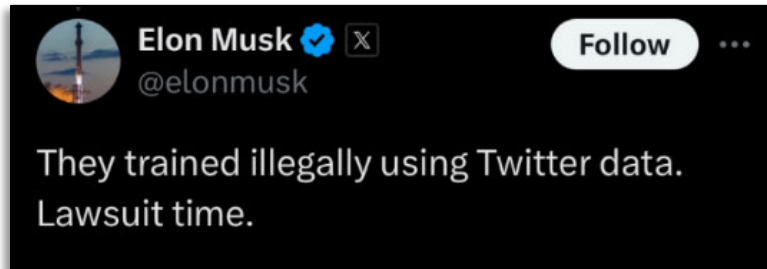 Elon Musk
Follow
@elonmusk
They trained illegally using Twitter data.
Lawsuit time.